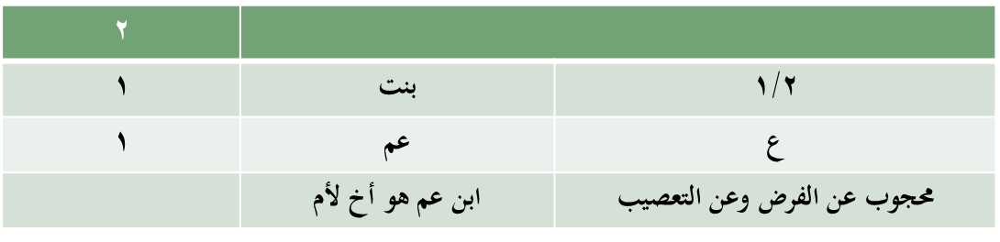 ٢
١/٢ بنت ١
ع عم ١
محجوب عن الفرض وعن التعصيب ابن عم هو أخ لأم